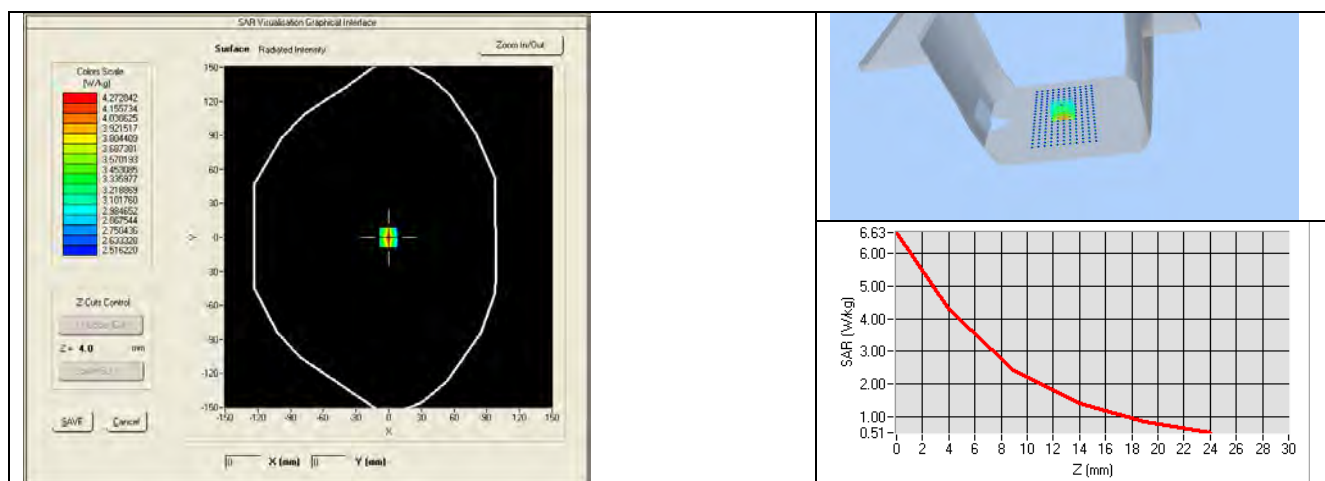 SAR Visualisation Graphical Interface
Surface Radiated Intensity
Zoom In/Out
Colors Scale
(W/kg)
4.272842
4.155734
4.038625
3.921517
3.804409
3.687301
3.570193
3.453085
3.335977
3.218869
3.101760
2.984652
2.867544
2.750436
2.633328
2.516220
Z Cuts Control
Z = 4.0 mm
SAVE Cancel
150
120
90
60
30
0
-30
-60
-90
-120
-150
Y
-150 -120 -90 -60 -30 0 30 60 90 120 150
X
0 X (mm) 0 Y (mm)
6.63
6.00
5.00
4.00
3.00
2.00
1.00
0.51
SAR (W/kg)
0 2 4 6 8 10 12 14 16 18 20 22 24 26 28 30
Z (mm)